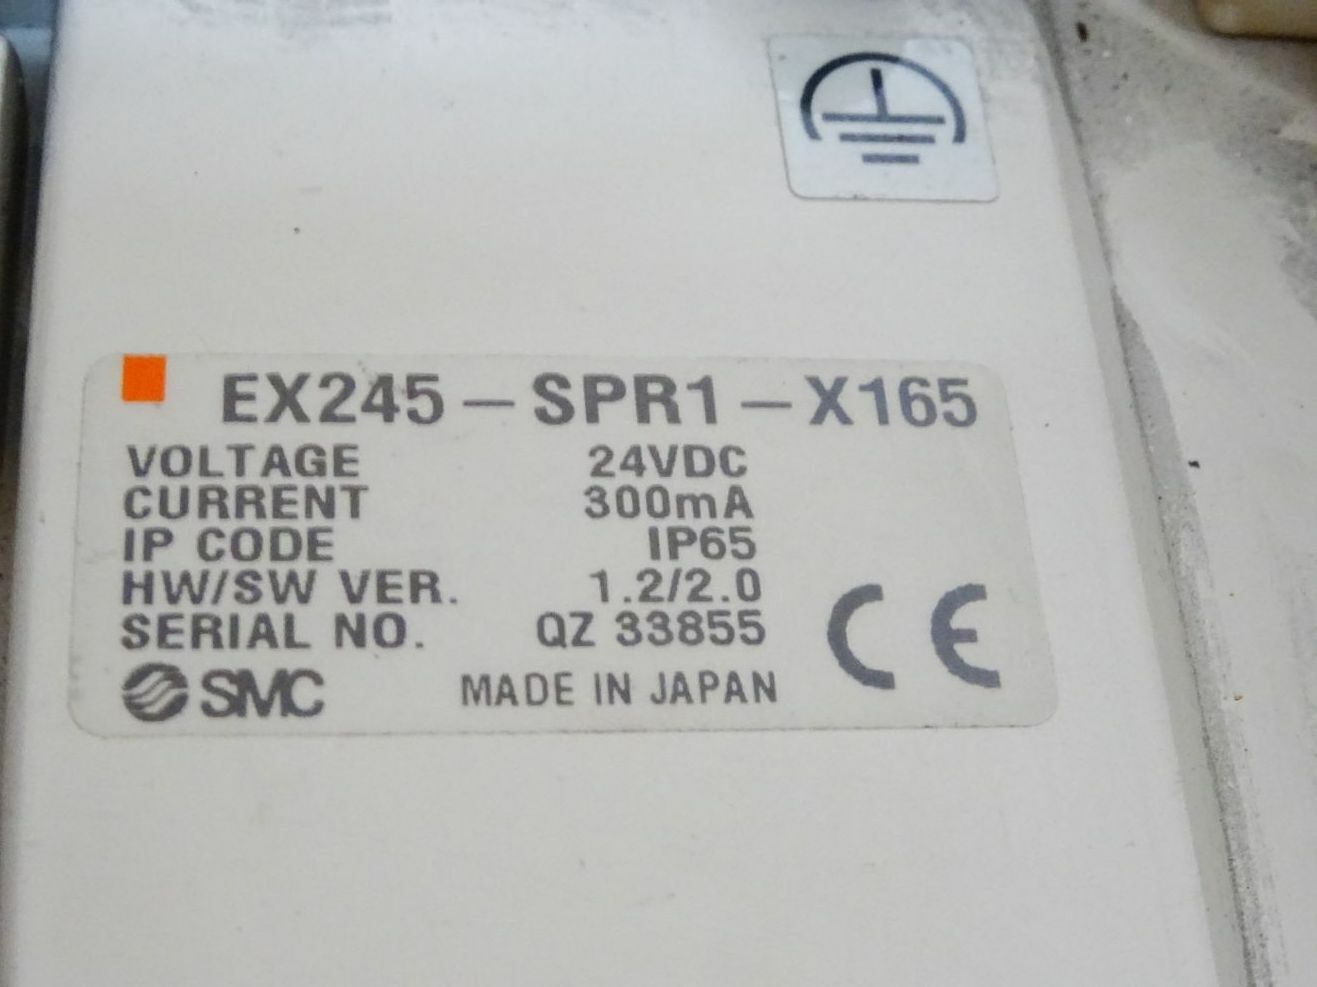 EX245-SPR1-X165
VOLTAGE 24VDC
CURRENT 300mA
IP CODE IP65
HW/SW VER. 1.2/2.0
SERIAL NO. QZ 33855
SMC MADE IN JAPAN CE